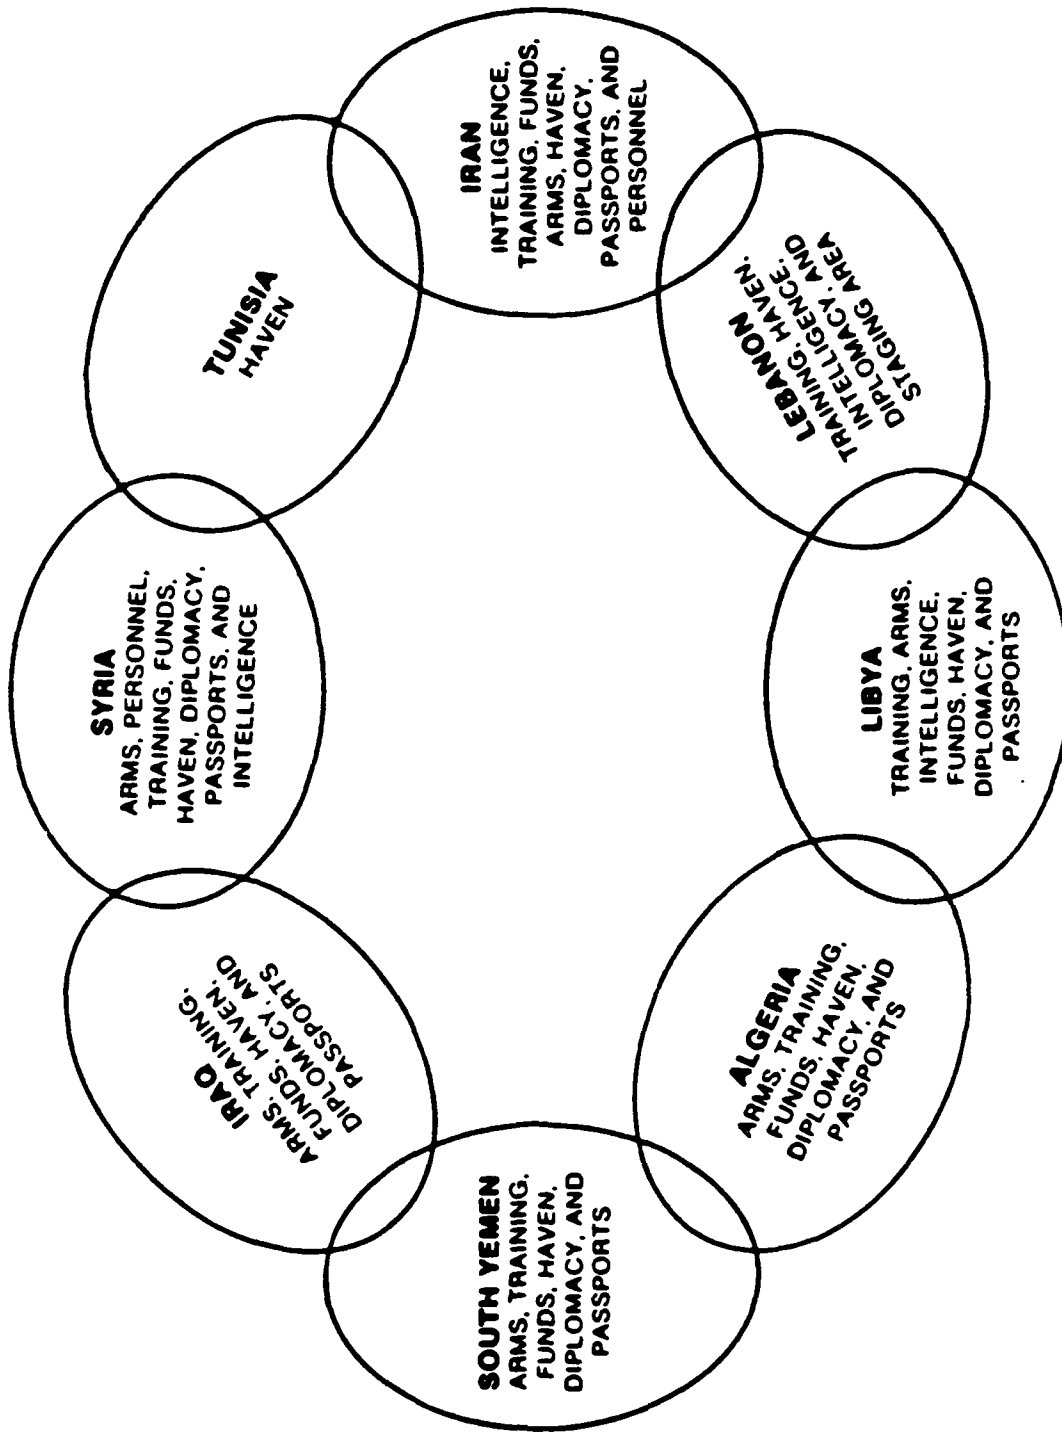 SYRIA
ARMS, PERSONNEL,
TRAINING, FUNDS,
HAVEN, DIPLOMACY,
PASSPORTS, AND
INTELLIGENCE
TUNISIA
HAVEN
IRAN
INTELLIGENCE,
TRAINING, FUNDS,
ARMS, HAVEN,
DIPLOMACY,
PASSPORTS, AND
PERSONNEL
LEBANON
TRAINING, HAVEN,
INTELLIGENCE,
DIPLOMACY, AND
STAGING AREA
LIBYA
TRAINING, ARMS,
INTELLIGENCE,
FUNDS, HAVEN,
DIPLOMACY, AND
PASSPORTS
ALGERIA
ARMS, TRAINING,
FUNDS, HAVEN,
DIPLOMACY, AND
PASSPORTS
SOUTH YEMEN
ARMS, TRAINING,
FUNDS, HAVEN,
DIPLOMACY, AND
PASSPORTS
IRAQ
ARMS, TRAINING,
FUNDS, HAVEN,
DIPLOMACY, AND
PASSPORTS